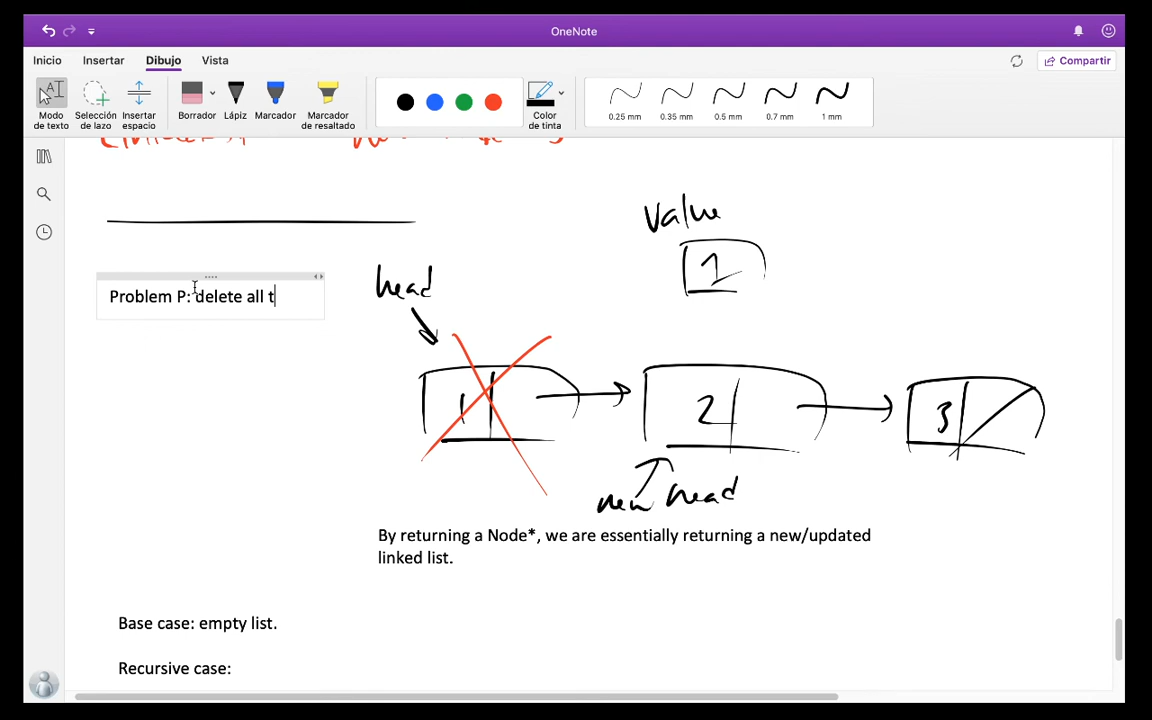 OneNote
Inicio Insertar Dibujo Vista
Compartir
Modo de texto
Selección de lazo
Insertar espacio
Borrador
Lápiz
Marcador
Marcador de resaltado
Color de tinta
0.25 mm 0.35 mm 0.5 mm 0.7 mm 1 mm
value
1
head
Problem P: delete all t
1 2 3
new head
By returning a Node*, we are essentially returning a new/updated
linked list.
Base case: empty list.
Recursive case: